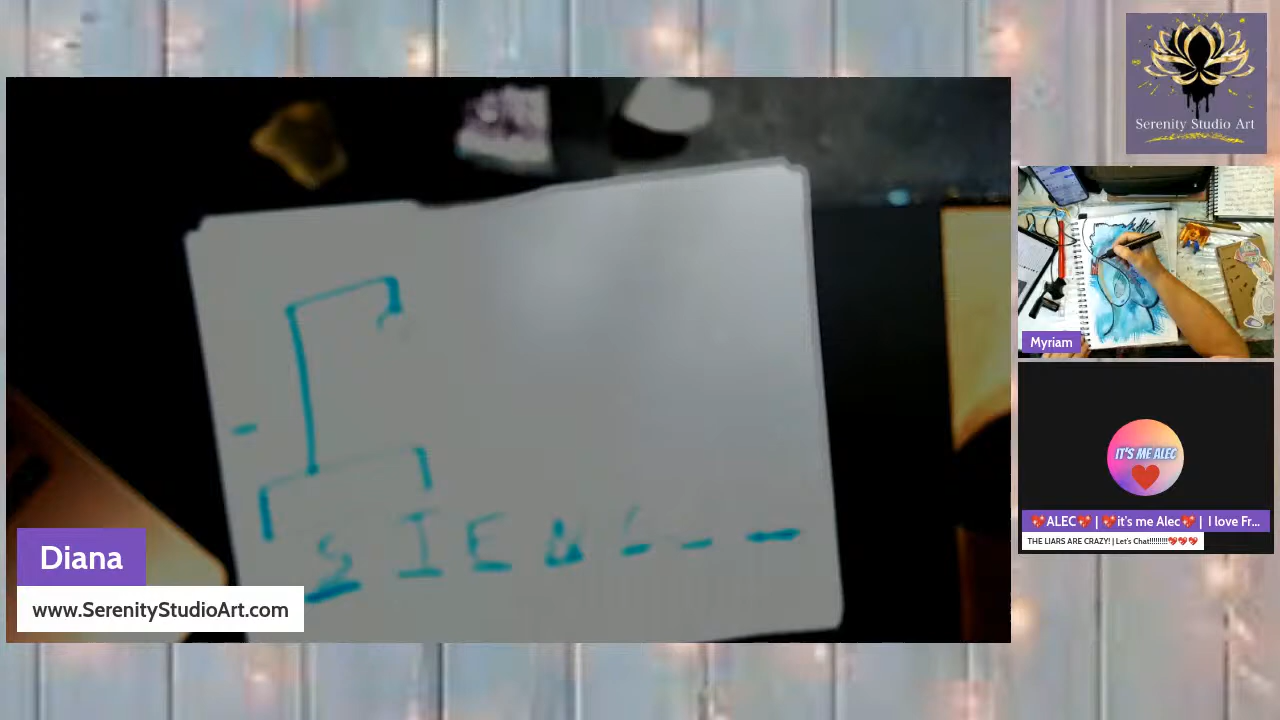 Serenity Studio Art
Myriam
IT'S ME ALEC
💖ALEC💖 | 💖it's me Alec💖 | I love Fr...
THE LIARS ARE CRAZY! | Let's Chat!!!!!!!!!💖💖💖
S I E N
Diana
www.SerenityStudioArt.com